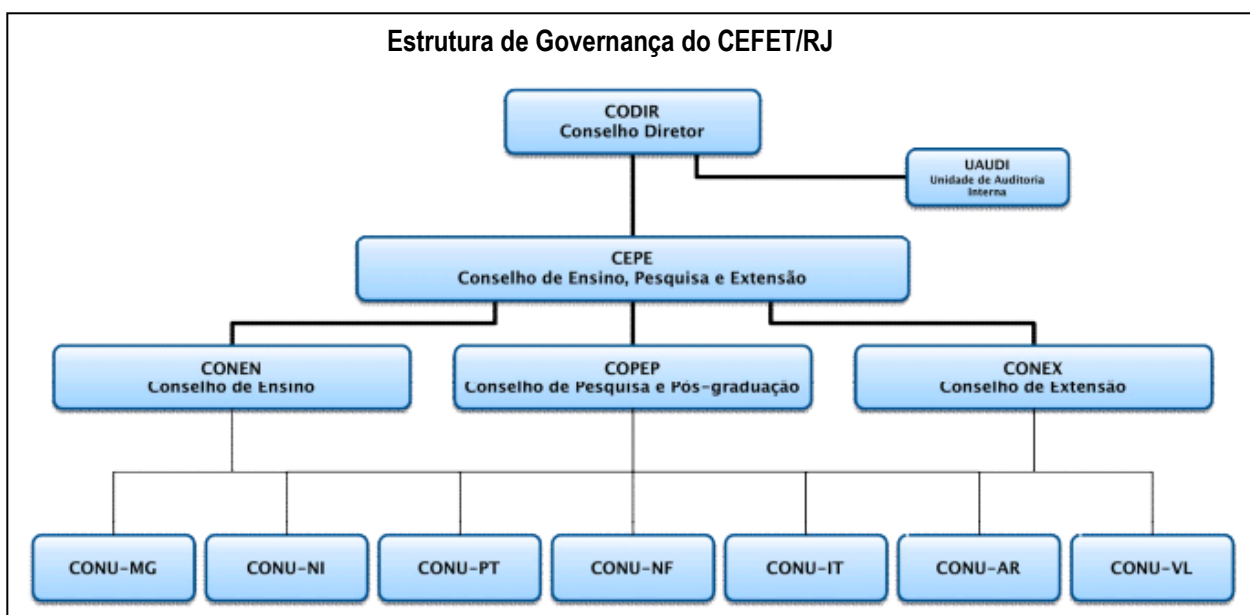 Estrutura de Governança do CEFET/RJ
CODIR
Conselho Diretor
UAUDI
Unidade de Auditoria
Interna
CEPE
Conselho de Ensino, Pesquisa e Extensão
CONEN
Conselho de Ensino
COPEP
Conselho de Pesquisa e Pós-graduação
CONEX
Conselho de Extensão
CONU-MG
CONU-NI
CONU-PT
CONU-NF
CONU-IT
CONU-AR
CONU-VL